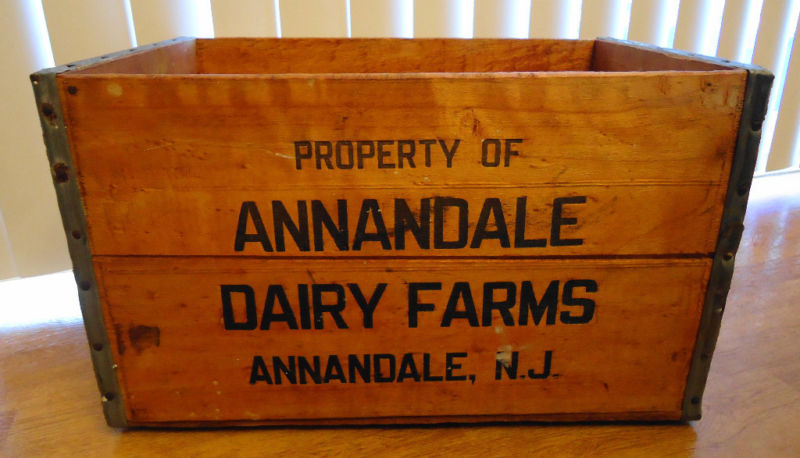 PROPERTY OF
ANNANDALE
DAIRY FARMS
ANNANDALE, N.J.